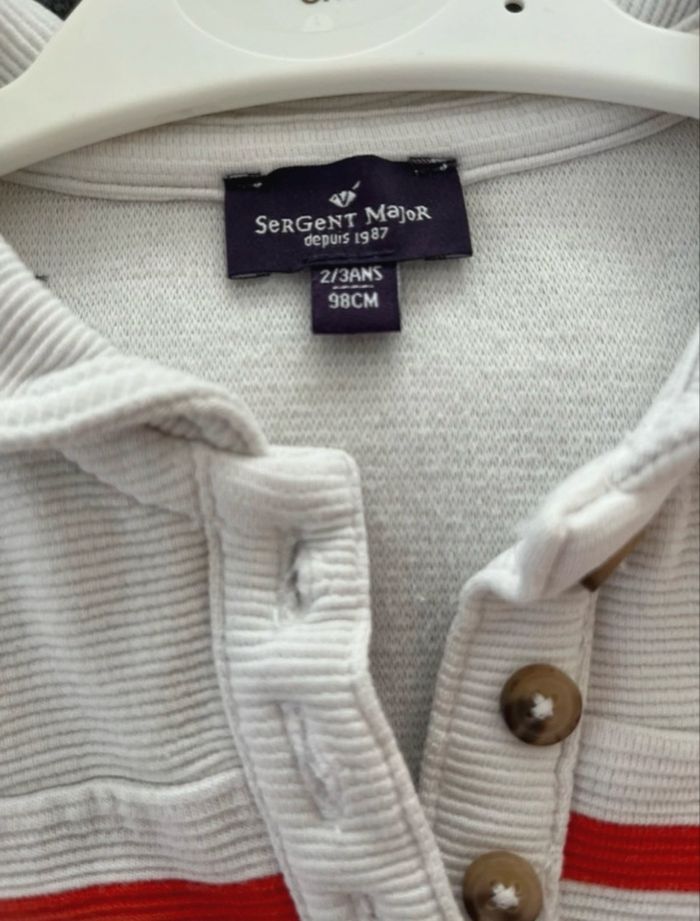 SeRGeNT MaJoR
depuis 1987
2/3ANS
98CM